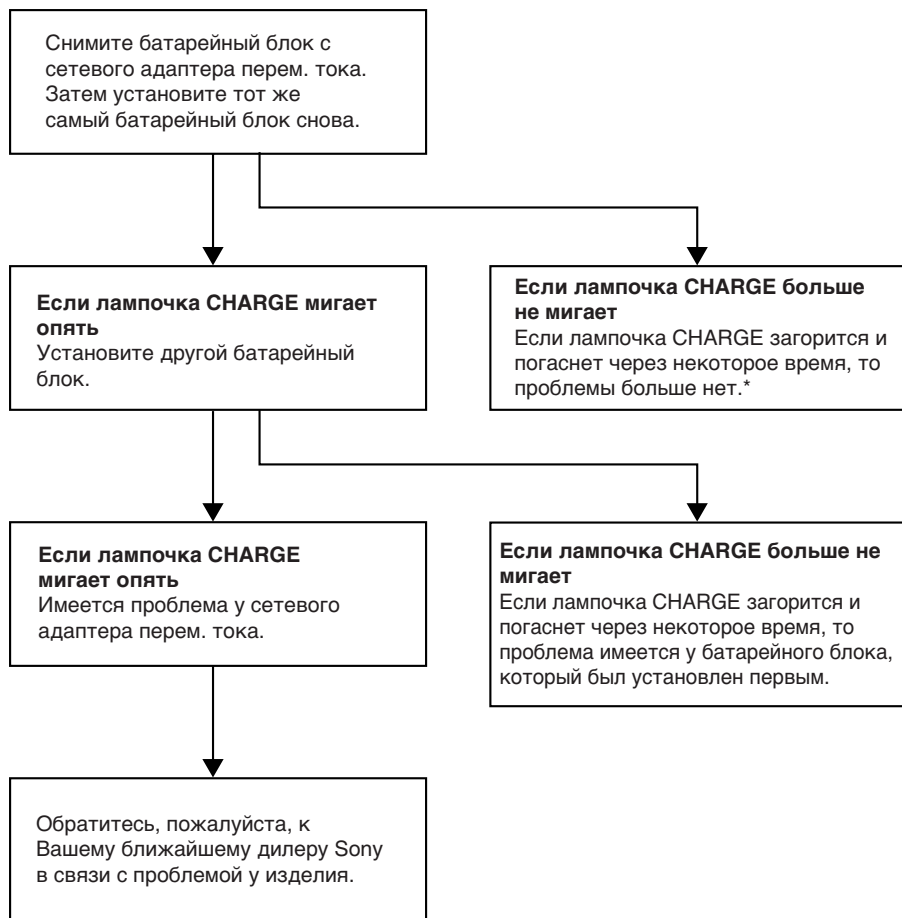 Снимите батарейный блок с
сетевого адаптера перем. тока.
Затем установите тот же
самый батарейный блок снова.
Если лампочка CHARGE мигает
опять
Установите другой батарейный
блок.
Если лампочка CHARGE больше
не мигает
Если лампочка CHARGE загорится и
погаснет через некоторое время, то
проблемы больше нет.*
Если лампочка CHARGE
мигает опять
Имеется проблема у сетевого
адаптера перем. тока.
Если лампочка CHARGE больше не
мигает
Если лампочка CHARGE загорится и
погаснет через некоторое время, то
проблема имеется у батарейного блока,
который был установлен первым.
Обратитесь, пожалуйста, к
Вашему ближайшему дилеру Sony
в связи с проблемой у изделия.